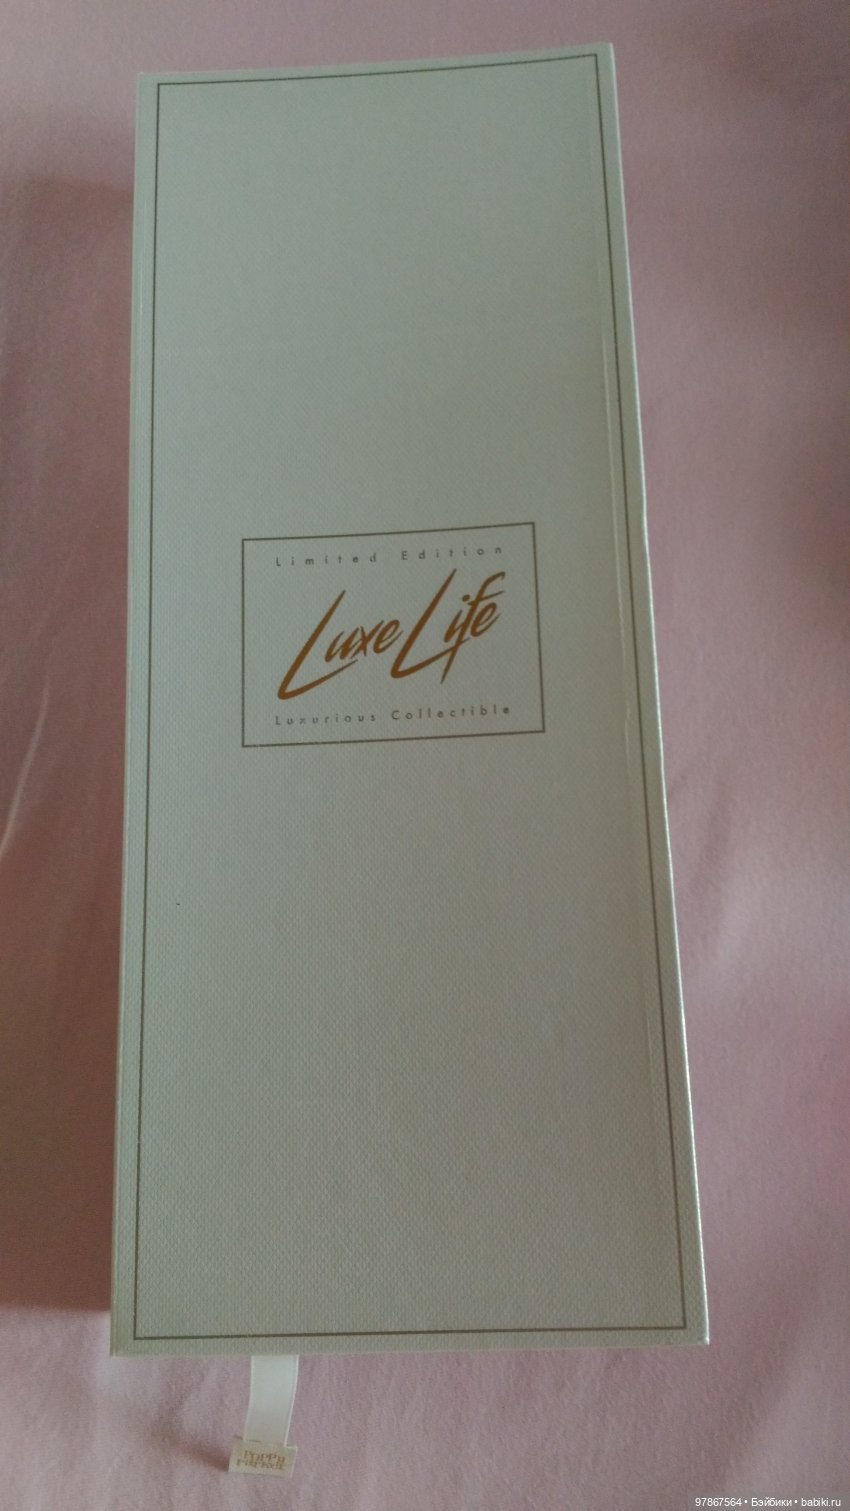 Limited Edition
Luxe Life
Luxurious Collectible
POPPY
PARKER
97867564 • Бэйбики • babiki.ru